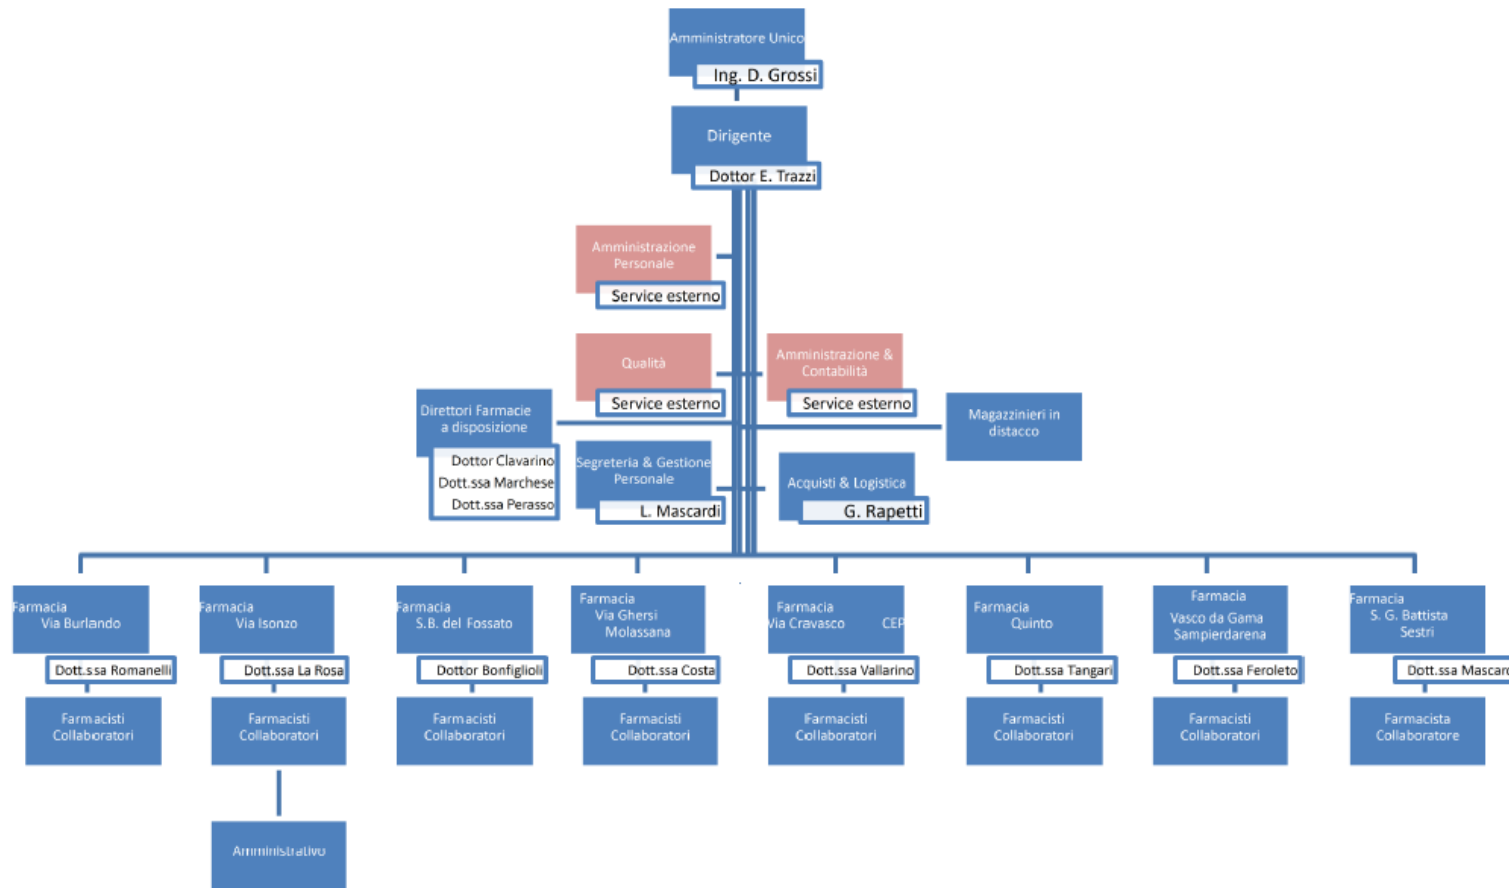 Amministratore Unico
Ing. D. Grossi
Dirigente
Dottor E. Trazzi
Amministrazione
Personale
Service esterno
Qualità
Service esterno
Amministrazione &
Contabilità
Service esterno
Direttori Farmacie
a disposizione
Dottor Clavarino
Dott.ssa Marchese
Dott.ssa Perasso
Magazzinieri in
distacco
Segreteria & Gestione
Personale
L. Mascardi
Acquisti & Logistica
G. Rapetti
Farmacia
Via Burlando
Dott.ssa Romanelli
Farmacisti
Collaboratori
Farmacia
Via Isonzo
Dott.ssa La Rosa
Farmacisti
Collaboratori
Amministrativo
Farmacia
S.B. del Fossato
Dottor Bonfiglioli
Farmacisti
Collaboratori
Farmacia
Via Ghersi
Molassana
Dott.ssa Costa
Farmacisti
Collaboratori
Farmacia
Via Cravasco CEP
Dott.ssa Vallarino
Farmacisti
Collaboratori
Farmacia
Quinto
Dott.ssa Tangari
Farmacisti
Collaboratori
Farmacia
Vasco da Gama
Sampierdarena
Dott.ssa Feroleto
Farmacisti
Collaboratori
Farmacia
S. G. Battista
Sestri
Dott.ssa
Farmacista
Collaboratore